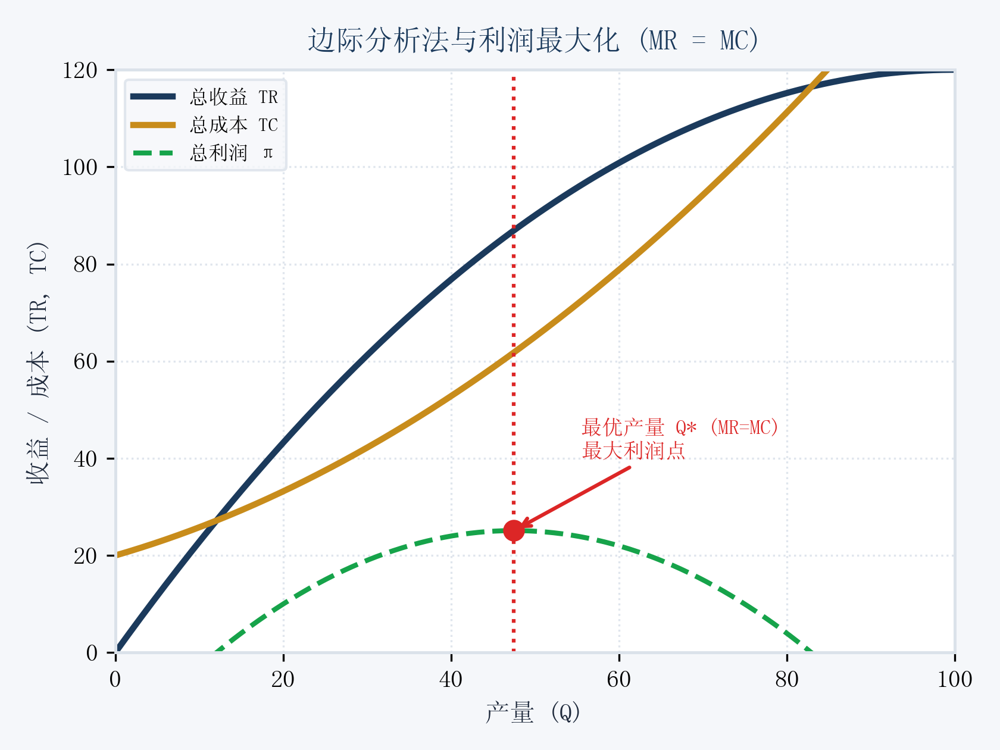 边际分析法与利润最大化 (MR = MC)
总收益 TR
总成本 TC
总利润 π
120
100
80
60
40
20
0
收益 / 成本 (TR, TC)
最优产量 Q* (MR=MC)
最大利润点
0 20 40 60 80 100
产量 (Q)